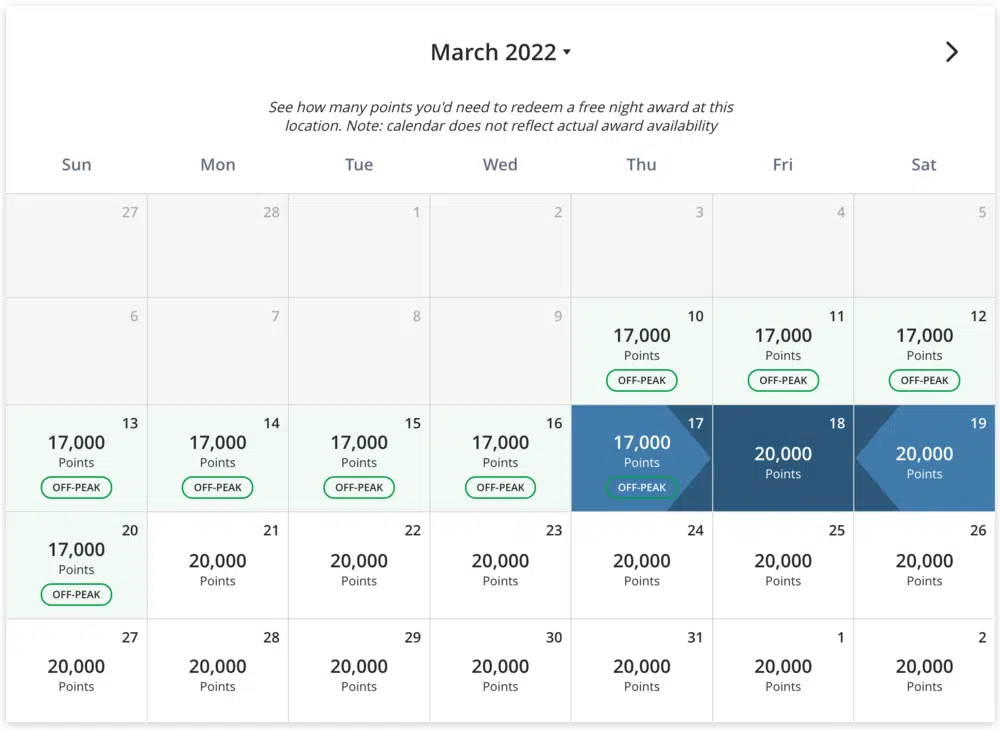 March 2022
See how many points you'd need to redeem a free night award at this
location. Note: calendar does not reflect actual award availability
Sun Mon Tue Wed Thu Fri Sat
27 28 1 2 3 4 5
6 7 8 9 10 11 12
17,000 17,000 17,000
Points Points Points
OFF-PEAK OFF-PEAK OFF-PEAK
13 14 15 16 17 18 19
17,000 17,000 17,000 17,000 17,000 20,000 20,000
Points Points Points Points Points Points Points
OFF-PEAK OFF-PEAK OFF-PEAK OFF-PEAK OFF-PEAK
20 21 22 23 24 25 26
17,000 20,000 20,000 20,000 20,000 20,000 20,000
Points Points Points Points Points Points Points
OFF-PEAK
27 28 29 30 31 1 2
20,000 20,000 20,000 20,000 20,000 20,000 20,000
Points Points Points Points Points Points Points